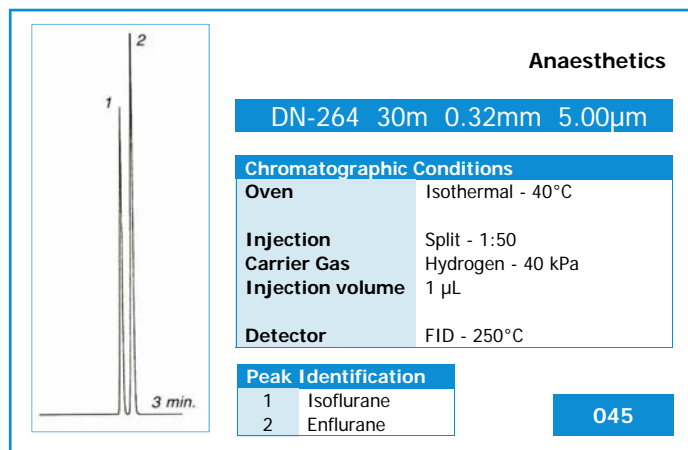 2
1
3 min.
Anaesthetics
DN-264 30m 0.32mm 5.00µm
Chromatographic Conditions
Oven Isothermal - 40°C
Injection Split - 1:50
Carrier Gas Hydrogen - 40 kPa
Injection volume 1 µL
Detector FID - 250°C
Peak Identification
1 Isoflurane
2 Enflurane
045